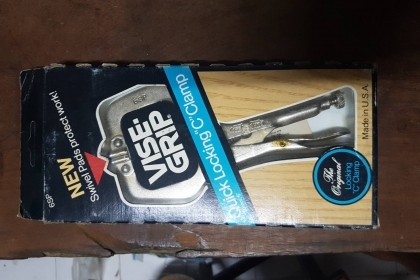 NEW
Swivel Pads protect work!
VISE-
GRIP
Quick Locking "C" Clamp
The
Original
Locking
"C" Clamp
Made in U.S.A.